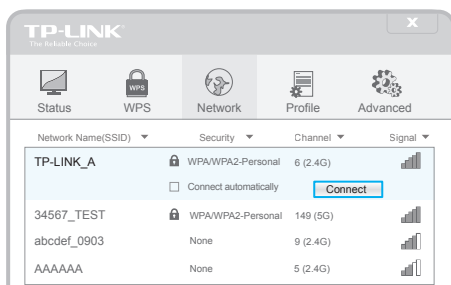 TP-LINK®
The Reliable Choice
X
WPS
Status WPS Network Profile Advanced
Network Name(SSID) ▼ Security ▼ Channel ▼ Signal ▼
TP-LINK_A WPA/WPA2-Personal 6 (2.4G)
Connect automatically Connect
34567_TEST WPA/WPA2-Personal 149 (5G)
abcdef_0903 None 9 (2.4G)
AAAAAA None 5 (2.4G)